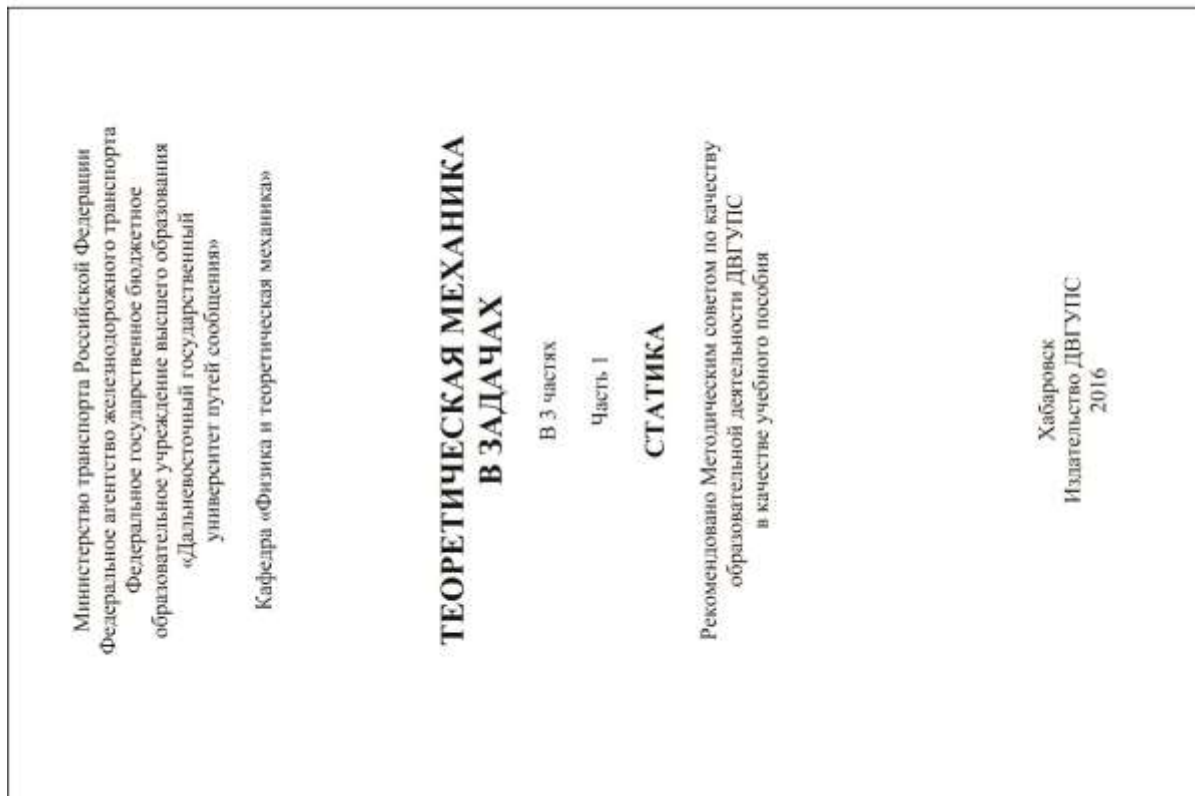 Министерство транспорта Российской Федерации
Федеральное агентство железнодорожного транспорта
Федеральное государственное бюджетное
образовательное учреждение высшего образования
«Дальневосточный государственный
университет путей сообщения»
Кафедра «Физика и теоретическая механика»
ТЕОРЕТИЧЕСКАЯ МЕХАНИКА
В ЗАДАЧАХ
В 3 частях
Часть 1
СТАТИКА
Рекомендовано Методическим советом по качеству
образовательной деятельности ДВГУПС
в качестве учебного пособия
Хабаровск
Издательство ДВГУПС
2016